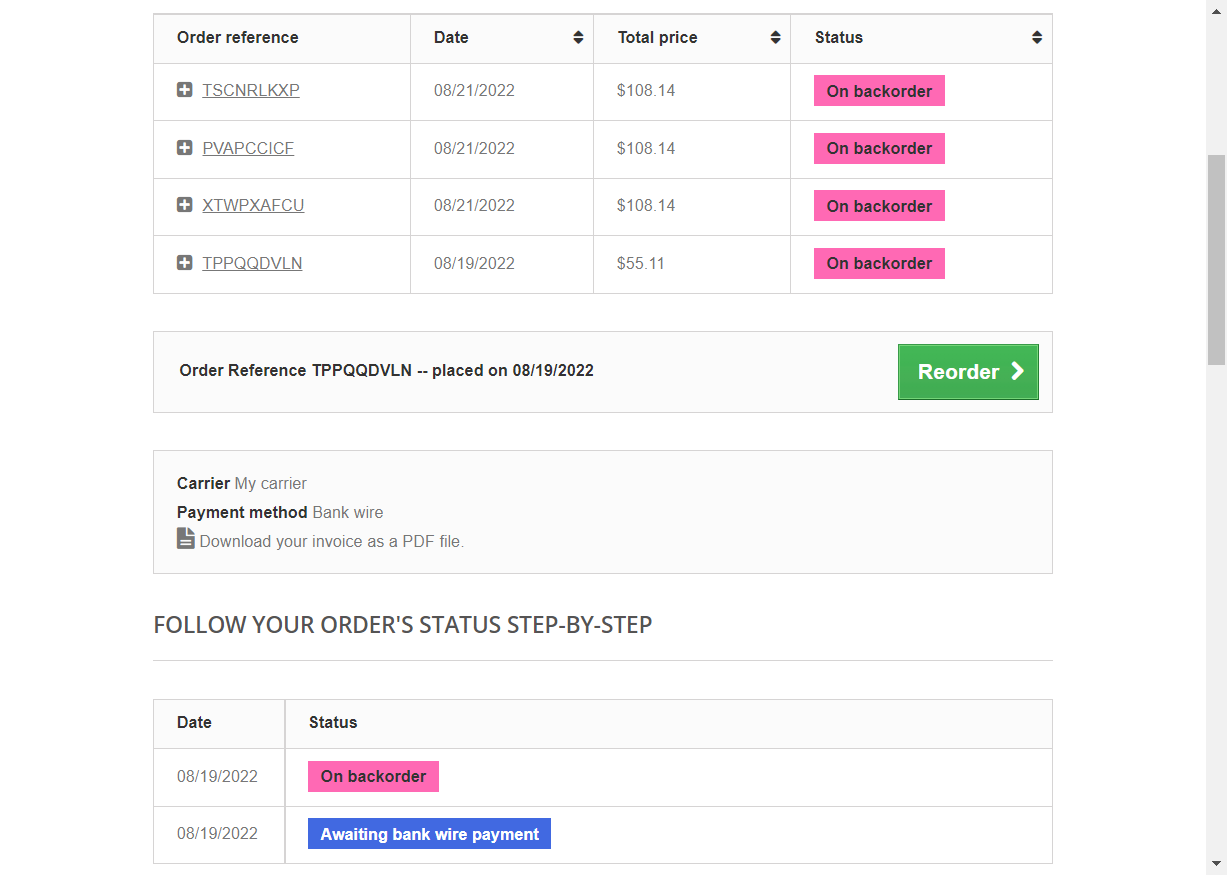 Order reference Date Total price Status
TSCNRLKXP 08/21/2022 $108.14 On backorder
PVAPCCICF 08/21/2022 $108.14 On backorder
XTWPXAFCU 08/21/2022 $108.14 On backorder
TPPQQDVLN 08/19/2022 $55.11 On backorder
Order Reference TPPQQDVLN -- placed on 08/19/2022 Reorder
Carrier My carrier
Payment method Bank wire
Download your invoice as a PDF file.
FOLLOW YOUR ORDER'S STATUS STEP-BY-STEP
Date Status
08/19/2022 On backorder
08/19/2022 Awaiting bank wire payment